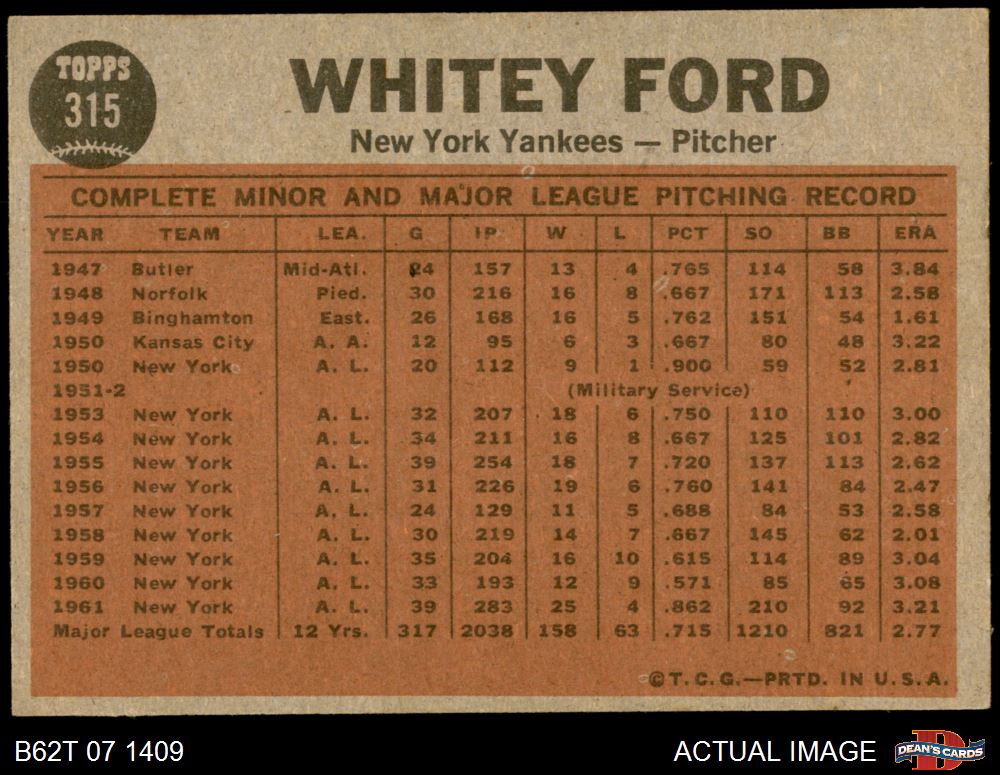 TOPPS
315
WHITEY FORD
New York Yankees — Pitcher
COMPLETE MINOR AND MAJOR LEAGUE PITCHING RECORD
YEAR TEAM LEA. G IP W L PCT SO BB ERA
1947 Butler Mid-Atl. 24 157 13 4 .765 114 58 3.84
1948 Norfolk Pied. 30 216 16 8 .667 171 113 2.58
1949 Binghamton East. 26 168 16 5 .762 151 54 1.61
1950 Kansas City A. A. 12 95 6 3 .667 80 48 3.22
1950 New York A. L. 20 112 9 1 .900 59 52 2.81
1951-2 (Military Service)
1953 New York A. L. 32 207 18 6 .750 110 110 3.00
1954 New York A. L. 34 211 16 8 .667 125 101 2.82
1955 New York A. L. 39 254 18 7 .720 137 113 2.62
1956 New York A. L. 31 226 19 6 .760 141 84 2.47
1957 New York A. L. 24 129 11 5 .688 84 53 2.58
1958 New York A. L. 30 219 14 7 .667 145 62 2.01
1959 New York A. L. 35 204 16 10 .615 114 89 3.04
1960 New York A. L. 33 193 12 9 .571 85 65 3.08
1961 New York A. L. 39 283 25 4 .862 210 92 3.21
Major League Totals 12 Yrs. 317 2038 158 63 .715 1210 821 2.77
©T.C.G.—PRTD. IN U.S.A.
B62T 07 1409 ACTUAL IMAGE DEAN'S CARDS